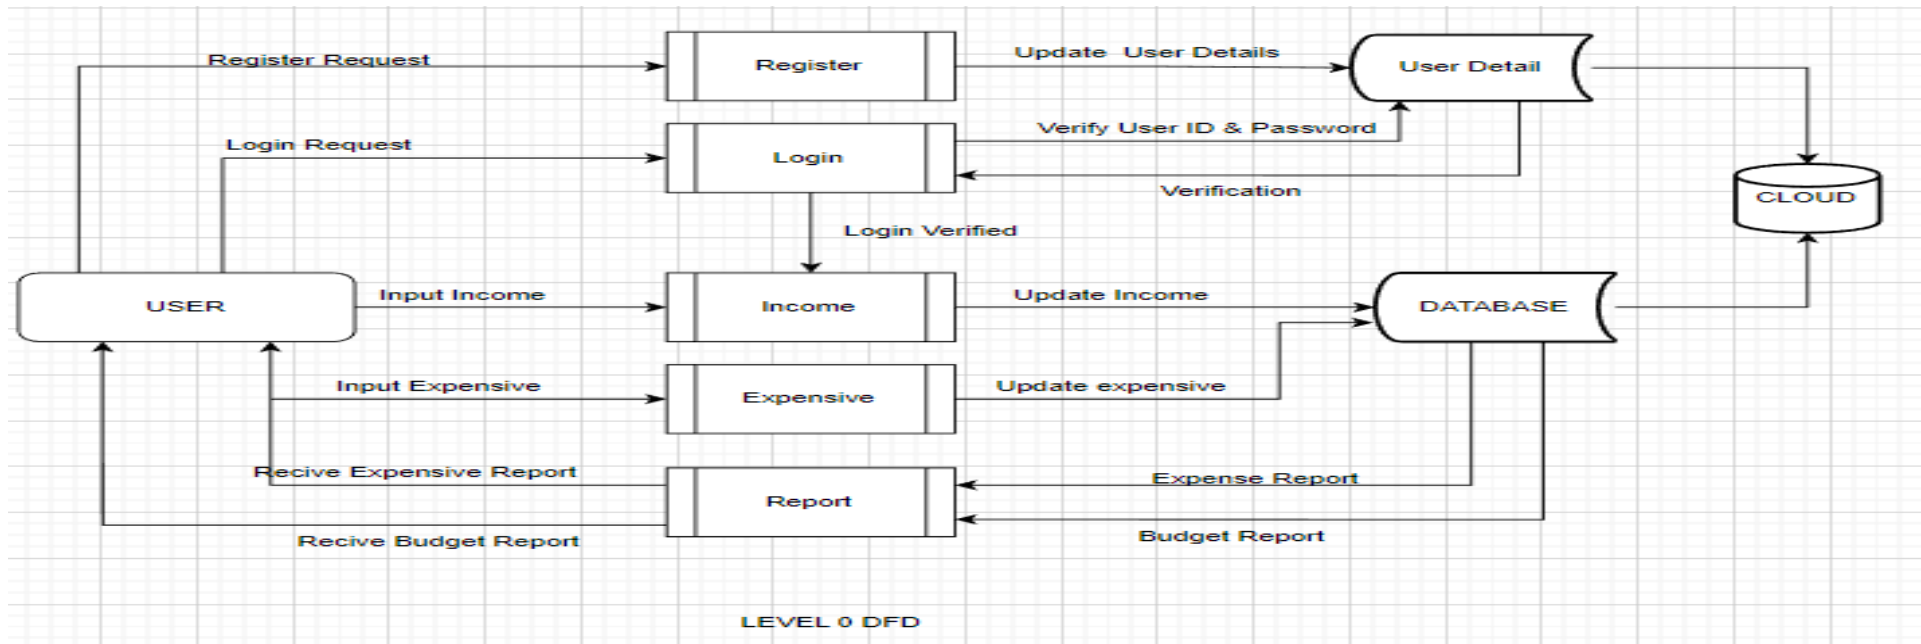 Register Request
Register
Update User Details
User Detail
Login Request
Login
Verify User ID & Password
Verification
CLOUD
Login Verified
USER
Input Income
Income
Update Income
DATABASE
Input Expensive
Expensive
Update expensive
Recive Expensive Report
Report
Expense Report
Recive Budget Report
Budget Report
LEVEL 0 DFD